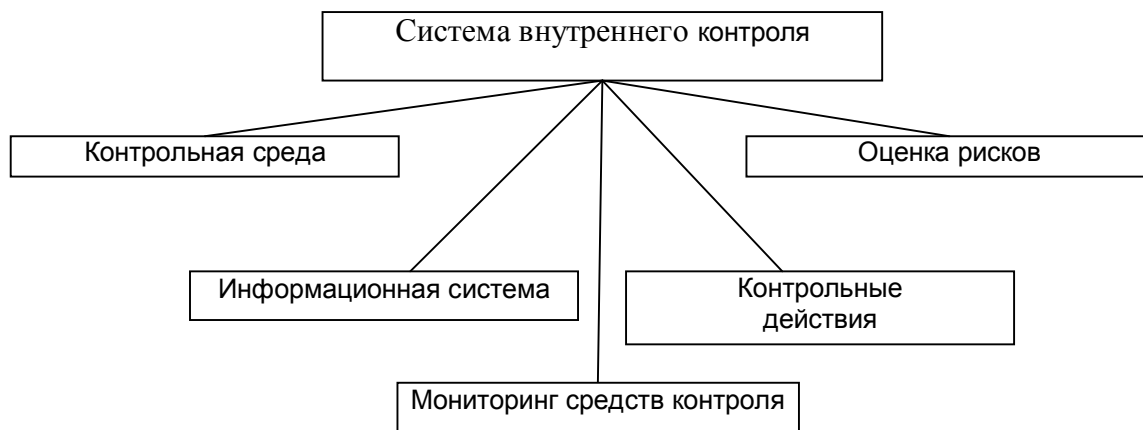 Система внутреннего контроля
Контрольная среда
Оценка рисков
Информационная система
Контрольные
действия
Мониторинг средств контроля